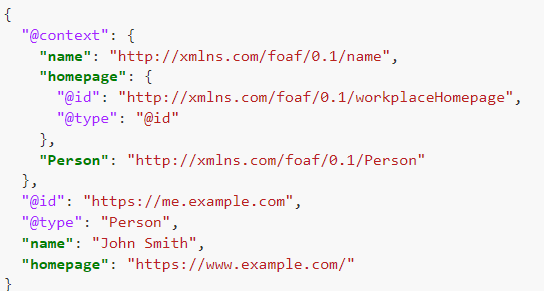 {
  "@context": {
    "name": "http://xmlns.com/foaf/0.1/name",
    "homepage": {
      "@id": "http://xmlns.com/foaf/0.1/workplaceHomepage",
      "@type": "@id"
    },
    "Person": "http://xmlns.com/foaf/0.1/Person"
  },
  "@id": "https://me.example.com",
  "@type": "Person",
  "name": "John Smith",
  "homepage": "https://www.example.com/"
}